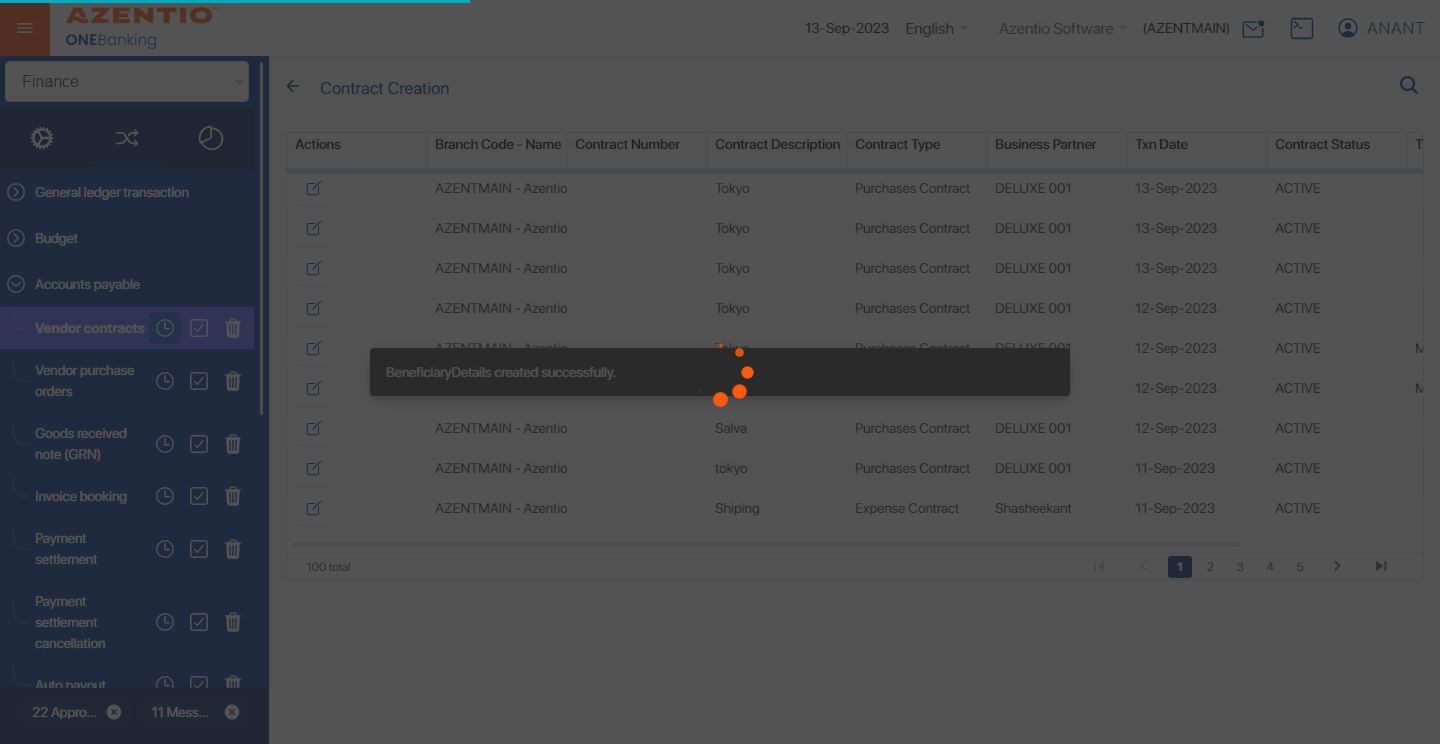 AZENTIO
ONEBanking
13-Sep-2023 English Azentio Software (AZENTMAIN) ANANT
Finance
General ledger transaction
Budget
Accounts payable
Vendor contracts
Vendor purchase
orders
Goods received
note (GRN)
Invoice booking
Payment
settlement
Payment
settlement
cancellation
Auto payout
22 Appro...
11 Mess...
Contract Creation
Actions Branch Code - Name Contract Number Contract Description Contract Type Business Partner Txn Date Contract Status T
AZENTMAIN - Azentio Tokyo Purchases Contract DELUXE 001 13-Sep-2023 ACTIVE
AZENTMAIN - Azentio Tokyo Purchases Contract DELUXE 001 13-Sep-2023 ACTIVE
AZENTMAIN - Azentio Tokyo Purchases Contract DELUXE 001 13-Sep-2023 ACTIVE
AZENTMAIN - Azentio Tokyo Purchases Contract DELUXE 001 12-Sep-2023 ACTIVE
Tokyo DELUXE 001 12-Sep-2023 ACTIVE M
BeneficiaryDetails created successfully.
12-Sep-2023 ACTIVE M
AZENTMAIN - Azentio Salva Purchases Contract DELUXE 001 12-Sep-2023 ACTIVE
AZENTMAIN - Azentio tokyo Purchases Contract DELUXE 001 11-Sep-2023 ACTIVE
AZENTMAIN - Azentio Shiping Expense Contract Shasheekant 11-Sep-2023 ACTIVE
100 total 1 2 3 4 5